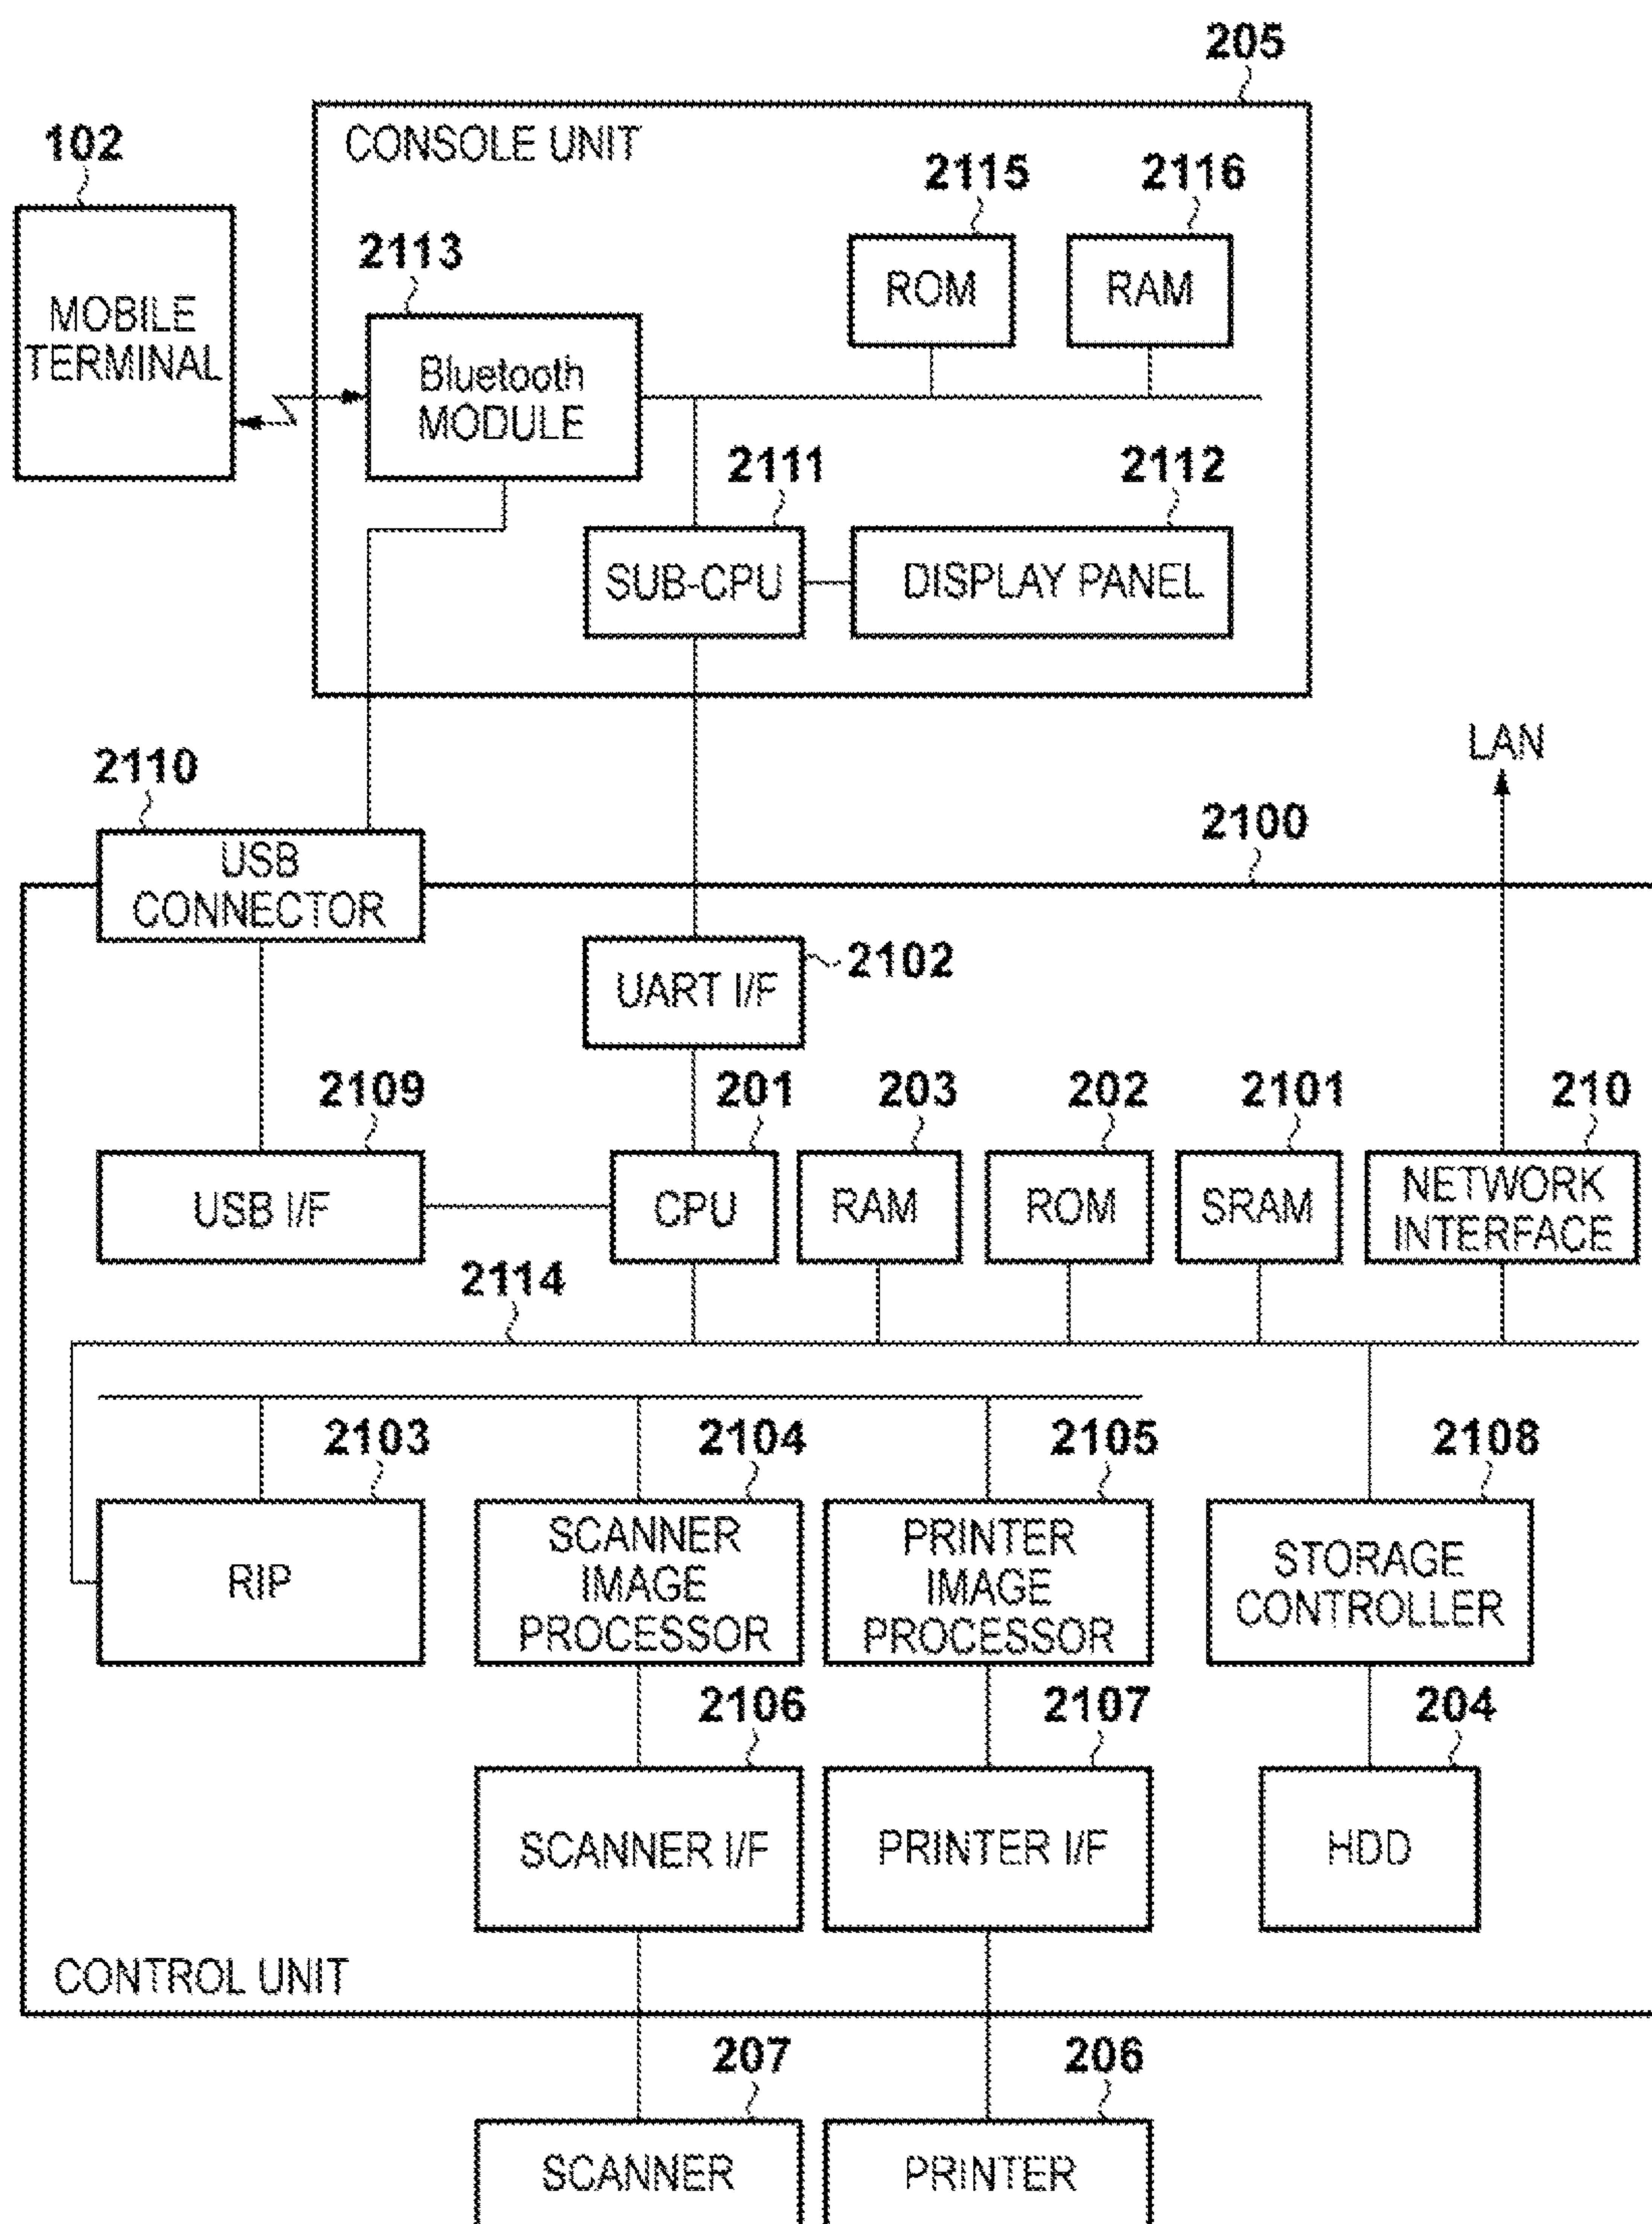 205
CONSOLE UNIT
102
2115
2116
2113
ROM
RAM
MOBILE
TERMINAL
Bluetooth
MODULE
2111
2112
SUB-CPU
DISPLAY PANEL
LAN
2110
2100
USB
CONNECTOR
2102
UART I/F
2109
201
203
202
2101
210
USB I/F
CPU
RAM
ROM
SRAM
NETWORK
INTERFACE
2114
2103
2104
2105
2108
RIP
SCANNER
IMAGE
PROCESSOR
PRINTER
IMAGE
PROCESSOR
STORAGE
CONTROLLER
2106
2107
204
SCANNER I/F
PRINTER I/F
HDD
CONTROL UNIT
207
206
SCANNER
PRINTER